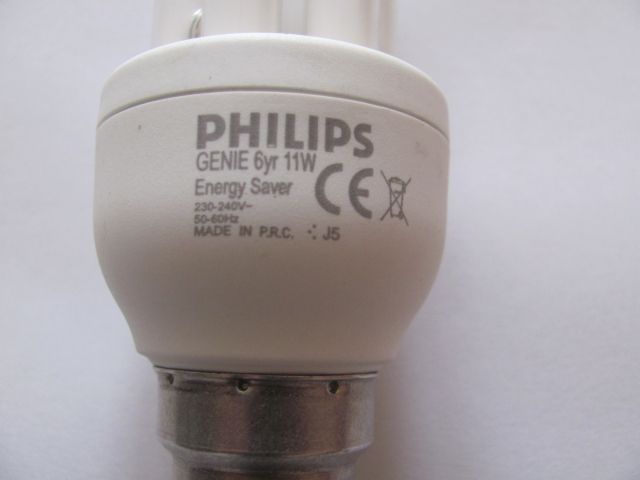 PHILIPS
GENIE 6yr 11W
Energy Saver
CE
230-240V~
50-60Hz
MADE IN P.R.C. J5